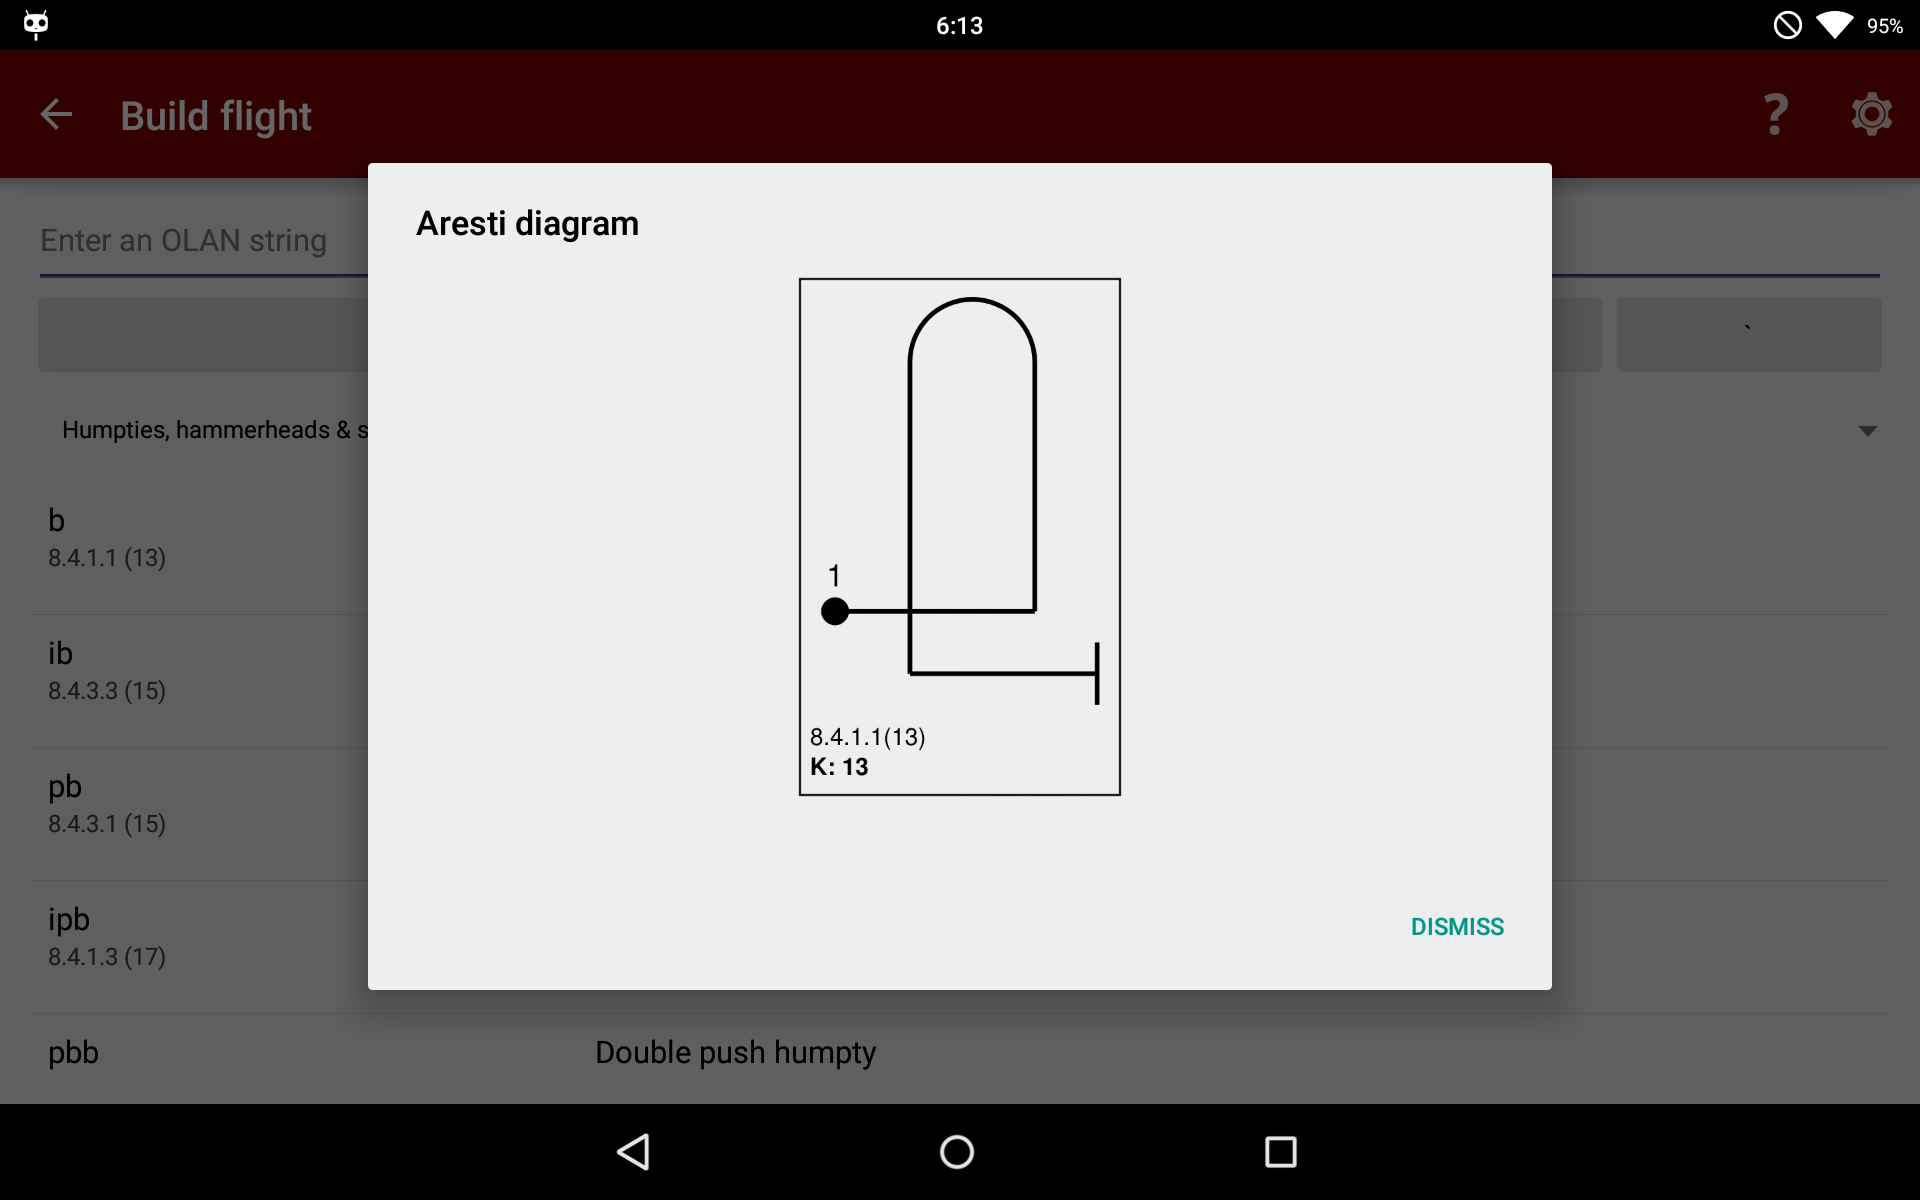 6:13
95%
Build flight
?
Aresti diagram
Enter an OLAN string
`
1
8.4.1.1(13)
K: 13
Humpties, hammerheads & s
b
8.4.1.1 (13)
ib
8.4.3.3 (15)
pb
8.4.3.1 (15)
ipb
8.4.1.3 (17)
DISMISS
pbb Double push humpty